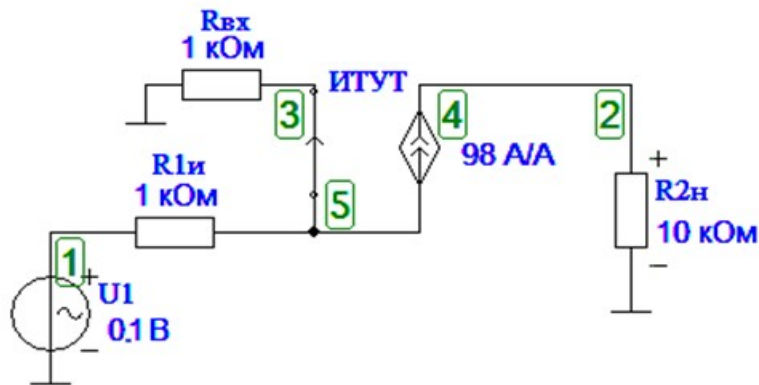 Rвх
1 кОм
ИТУТ
3
4
2
98 А/А
R1и
1 кОм
5
+
R2н
10 кОм
−
1
+
U1
0.1 В
−